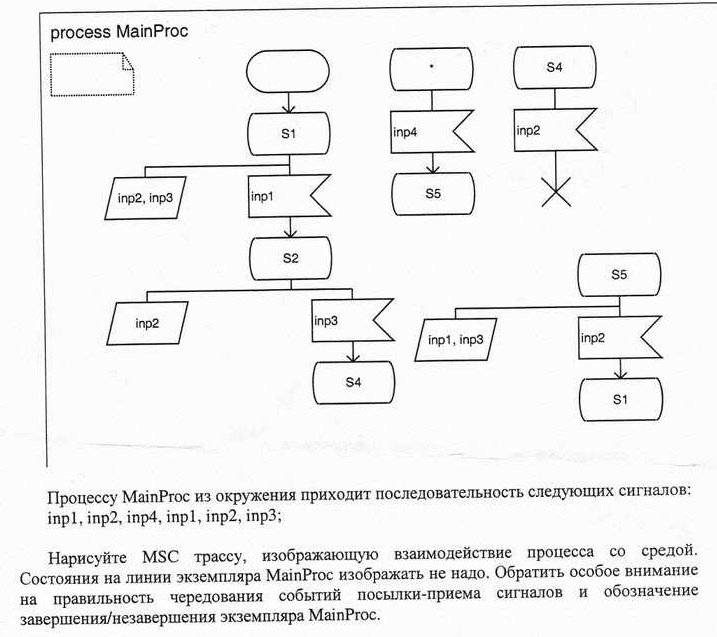 process MainProc
*
S4
S1
inp4
inp2
inp2, inp3
inp1
S5
S2
S5
inp2
inp3
inp1, inp3
inp2
S4
S1
Процессу MainProc из окружения приходит последовательность следующих сигналов:
inp1, inp2, inp4, inp1, inp2, inp3;
Нарисуйте MSC трассу, изображающую взаимодействие процесса со средой.
Состояния на линии экземпляра MainProc изображать не надо. Обратить особое внимание
на правильность чередования событий посылки-приема сигналов и обозначение
завершения/незавершения экземпляра MainProc.